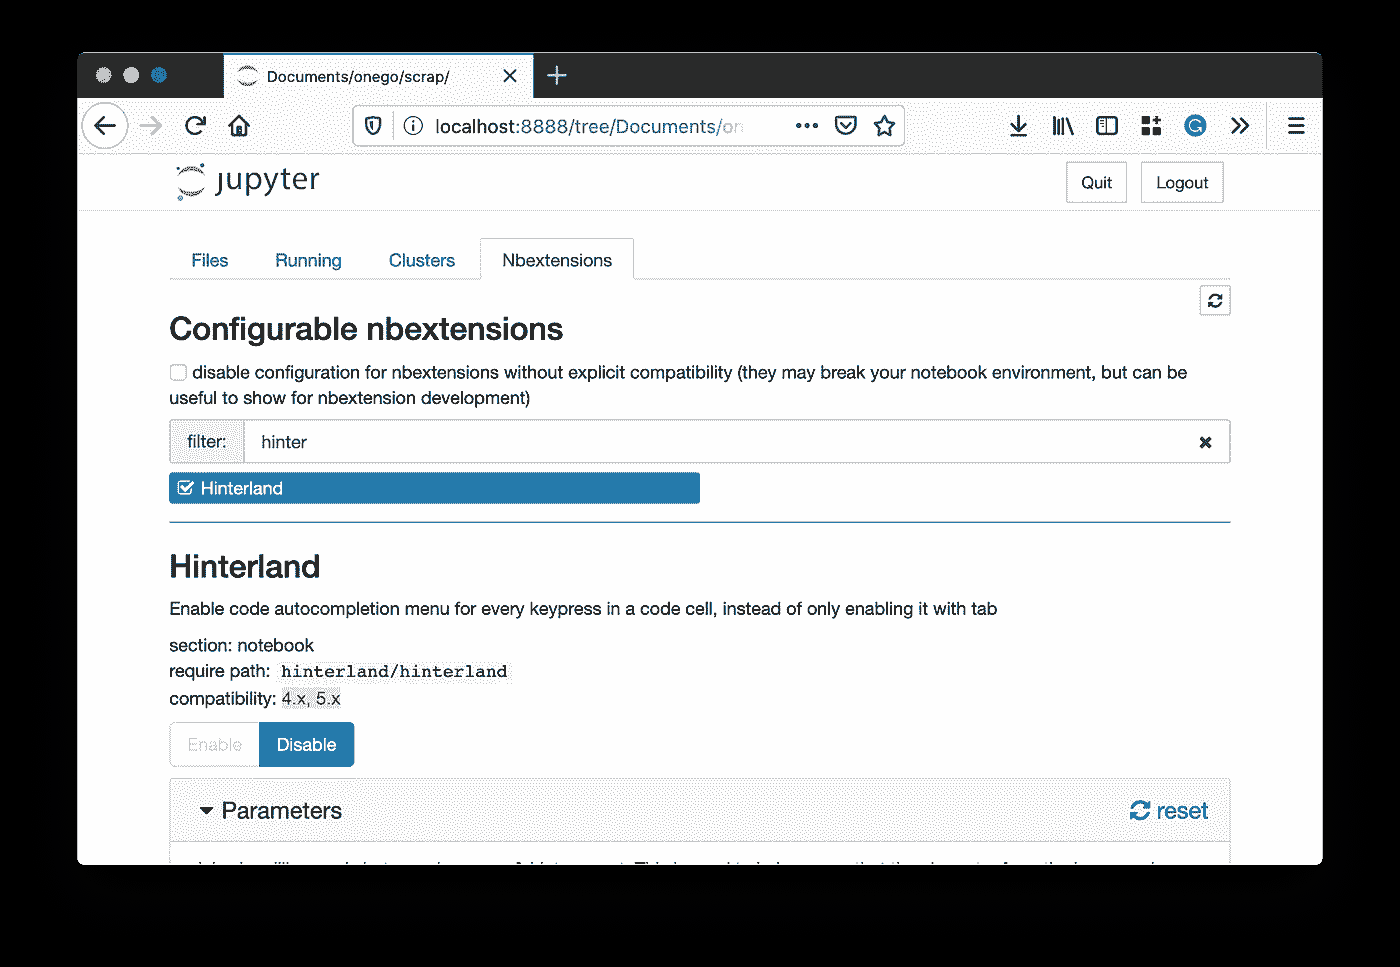 Documents/onego/scrap/
localhost:8888/tree/Documents/on
jupyter
Quit
Logout
Files
Running
Clusters
Nbextensions
Configurable nbextensions
disable configuration for nbextensions without explicit compatibility (they may break your notebook environment, but can be
useful to show for nbextension development)
filter:
hinter
Hinterland
Hinterland
Enable code autocompletion menu for every keypress in a code cell, instead of only enabling it with tab
section: notebook
require path: hinterland/hinterland
compatibility: 4.x, 5.x
Enable
Disable
Parameters
reset